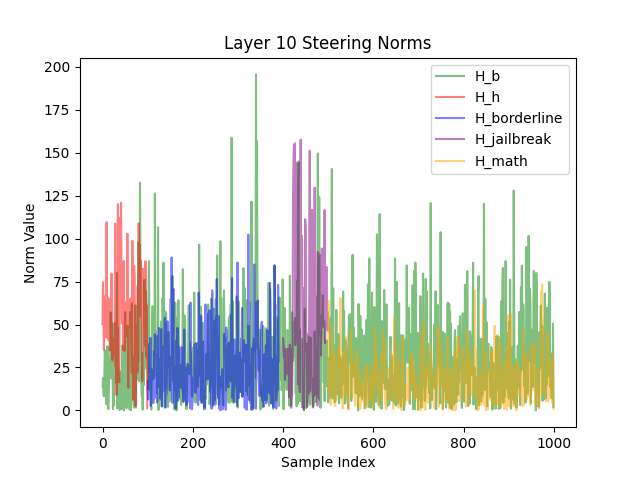 Layer 10 Steering Norms
Norm Value
200
175
150
125
100
75
50
25
0
H_b
H_h
H_borderline
H_jailbreak
H_math
0 200 400 600 800 1000
Sample Index